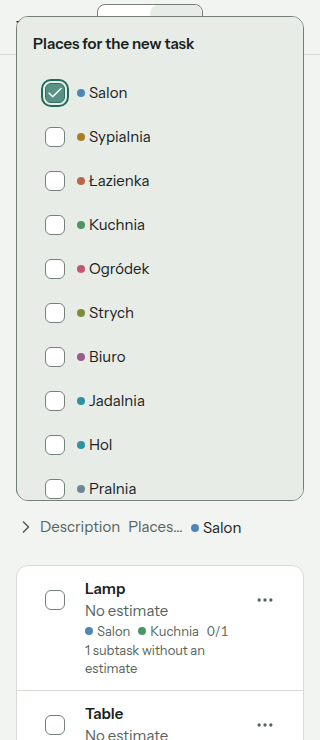 Places for the new task
Salon
Sypialnia
Łazienka
Kuchnia
Ogródek
Strych
Biuro
Jadalnia
Hol
Pralnia
Description Places... Salon
Lamp
No estimate
Salon Kuchnia 0/1
1 subtask without an
estimate
Table
No estimate